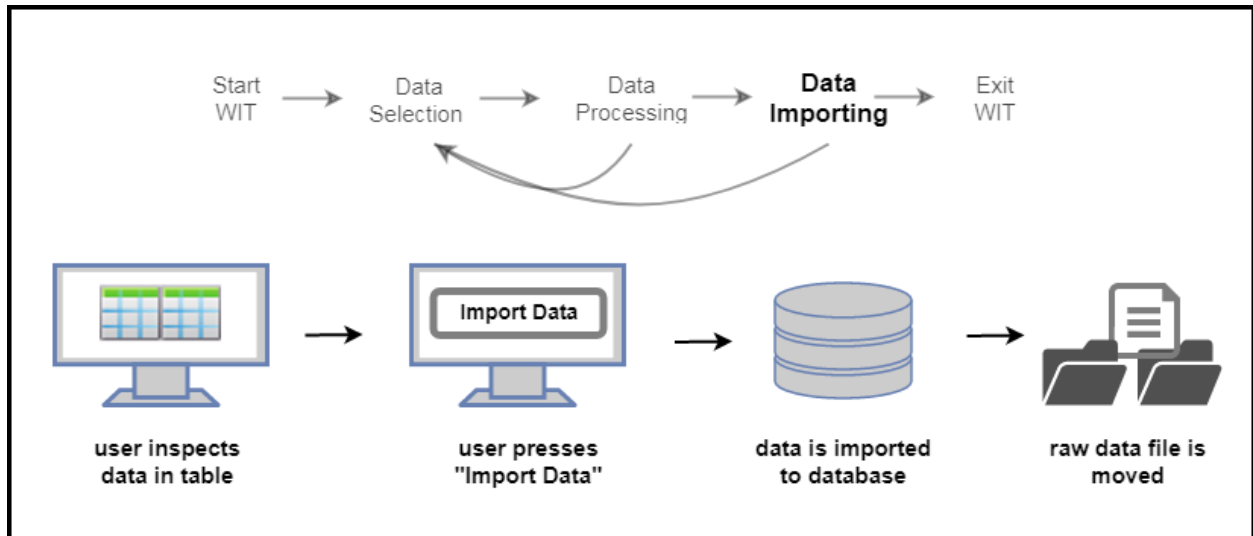 Start
WIT
Data
Selection
Data
Processing
Data
Importing
Exit
WIT
Import Data
user inspects
data in table
user presses
"Import Data"
data is imported
to database
raw data file is
moved